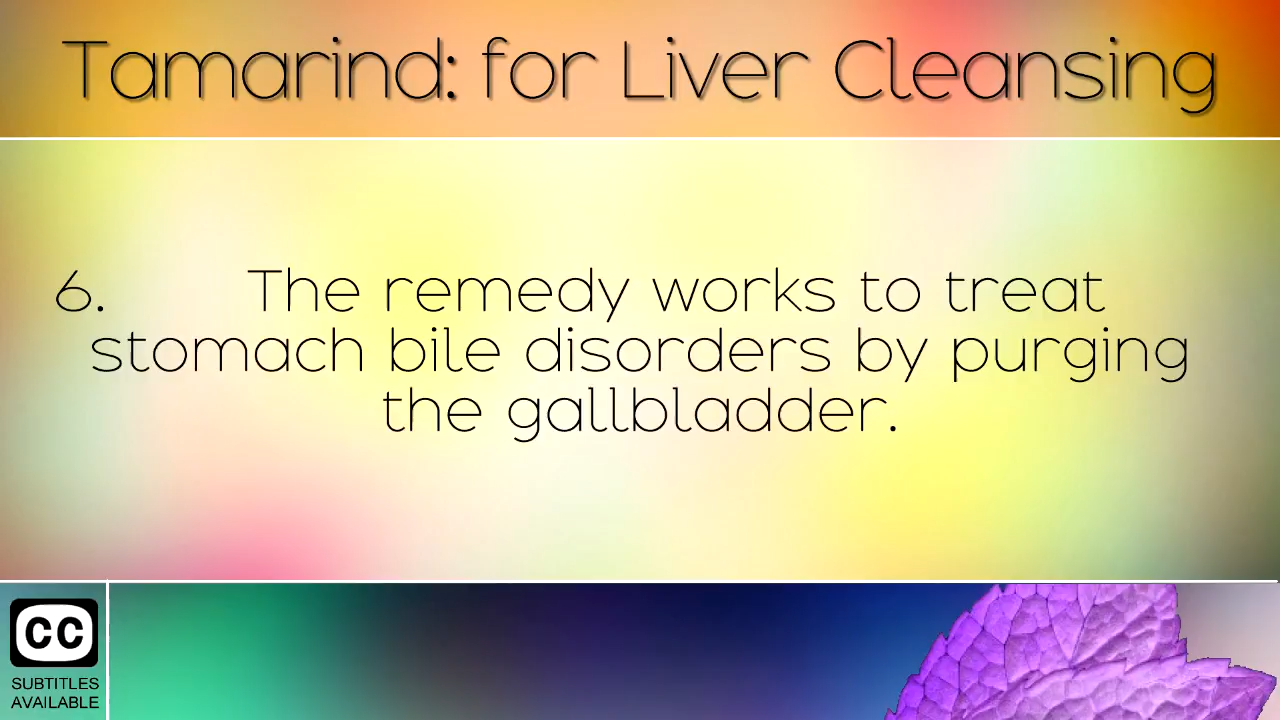 Tamarind: for Liver Cleansing
6. The remedy works to treat
stomach bile disorders by purging
the gallbladder.
CC
SUBTITLES
AVAILABLE